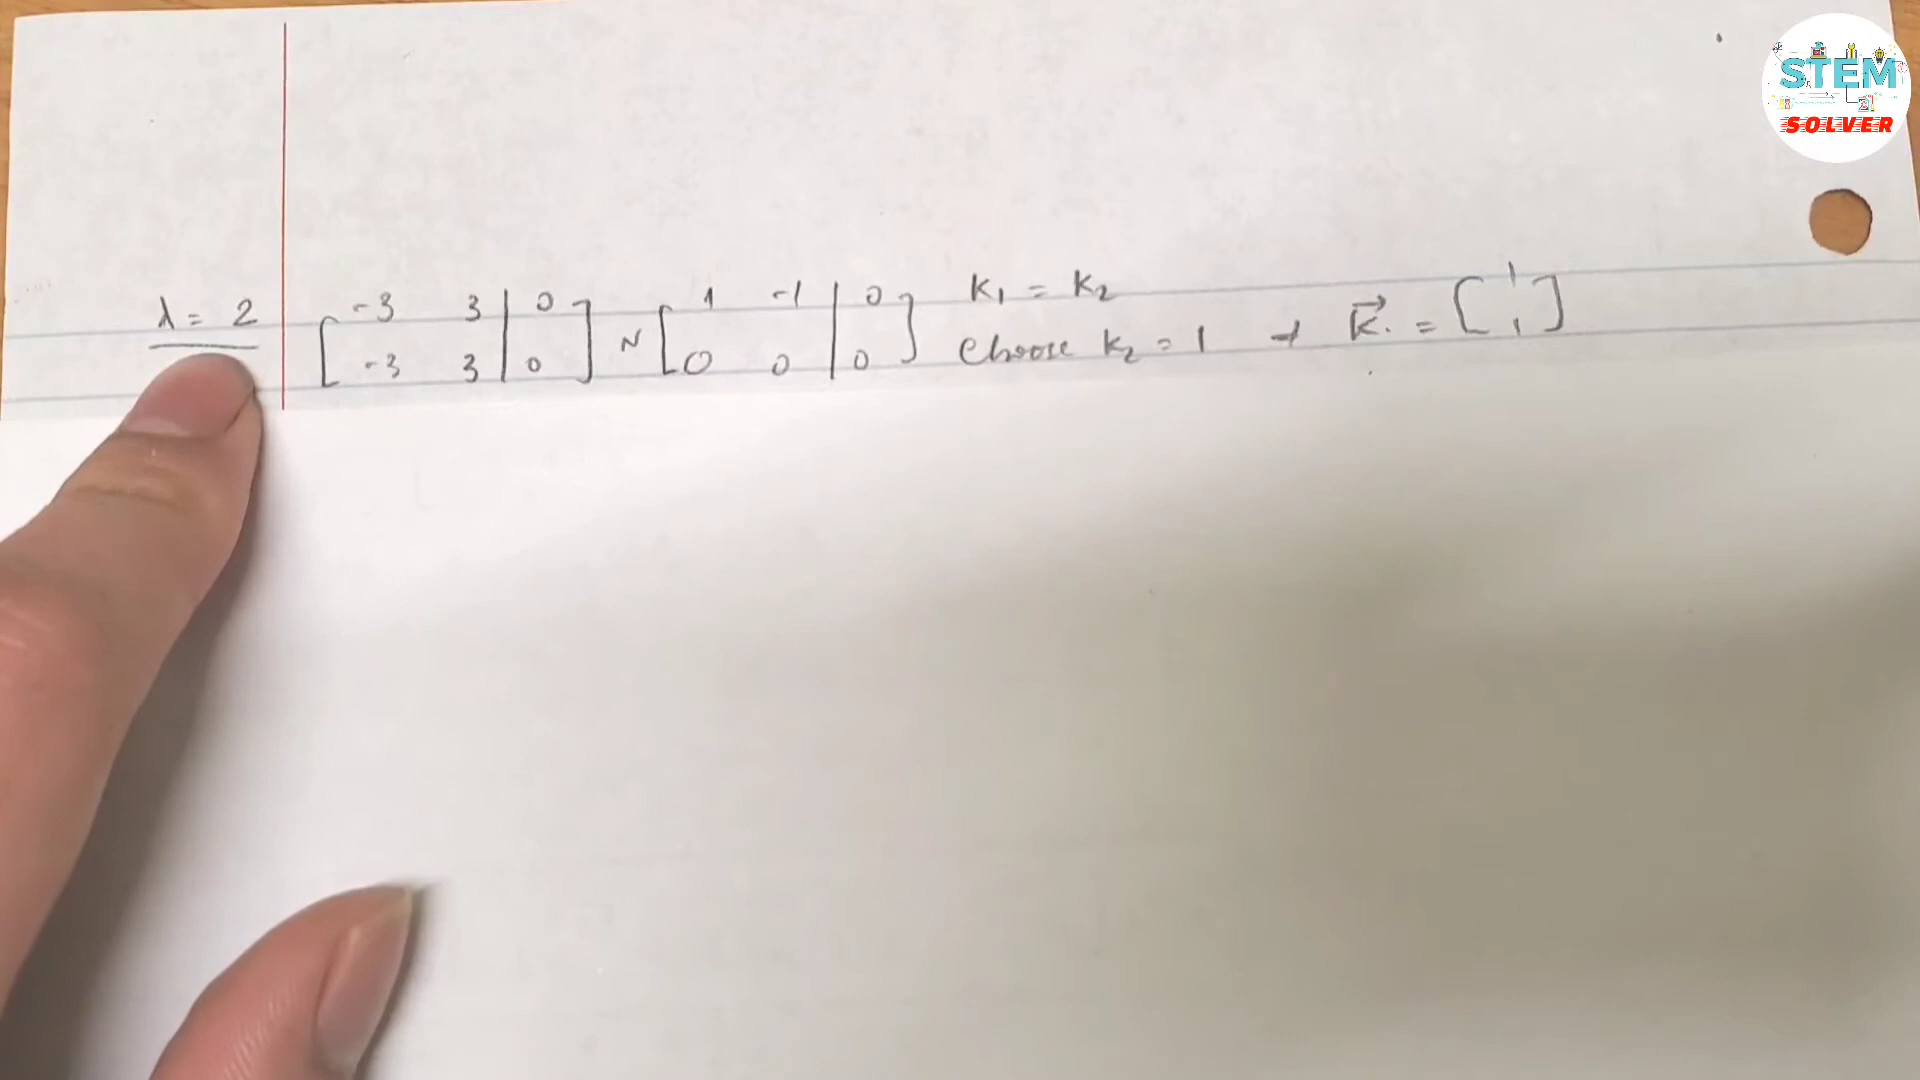 STEM
SOLVER
λ = 2
[-3 3 | 0] ~ [1 -1 | 0] k₁ = k₂
[-3 3 | 0] [0 0 | 0] choose k₂ = 1 → k⃗ = [1
1]